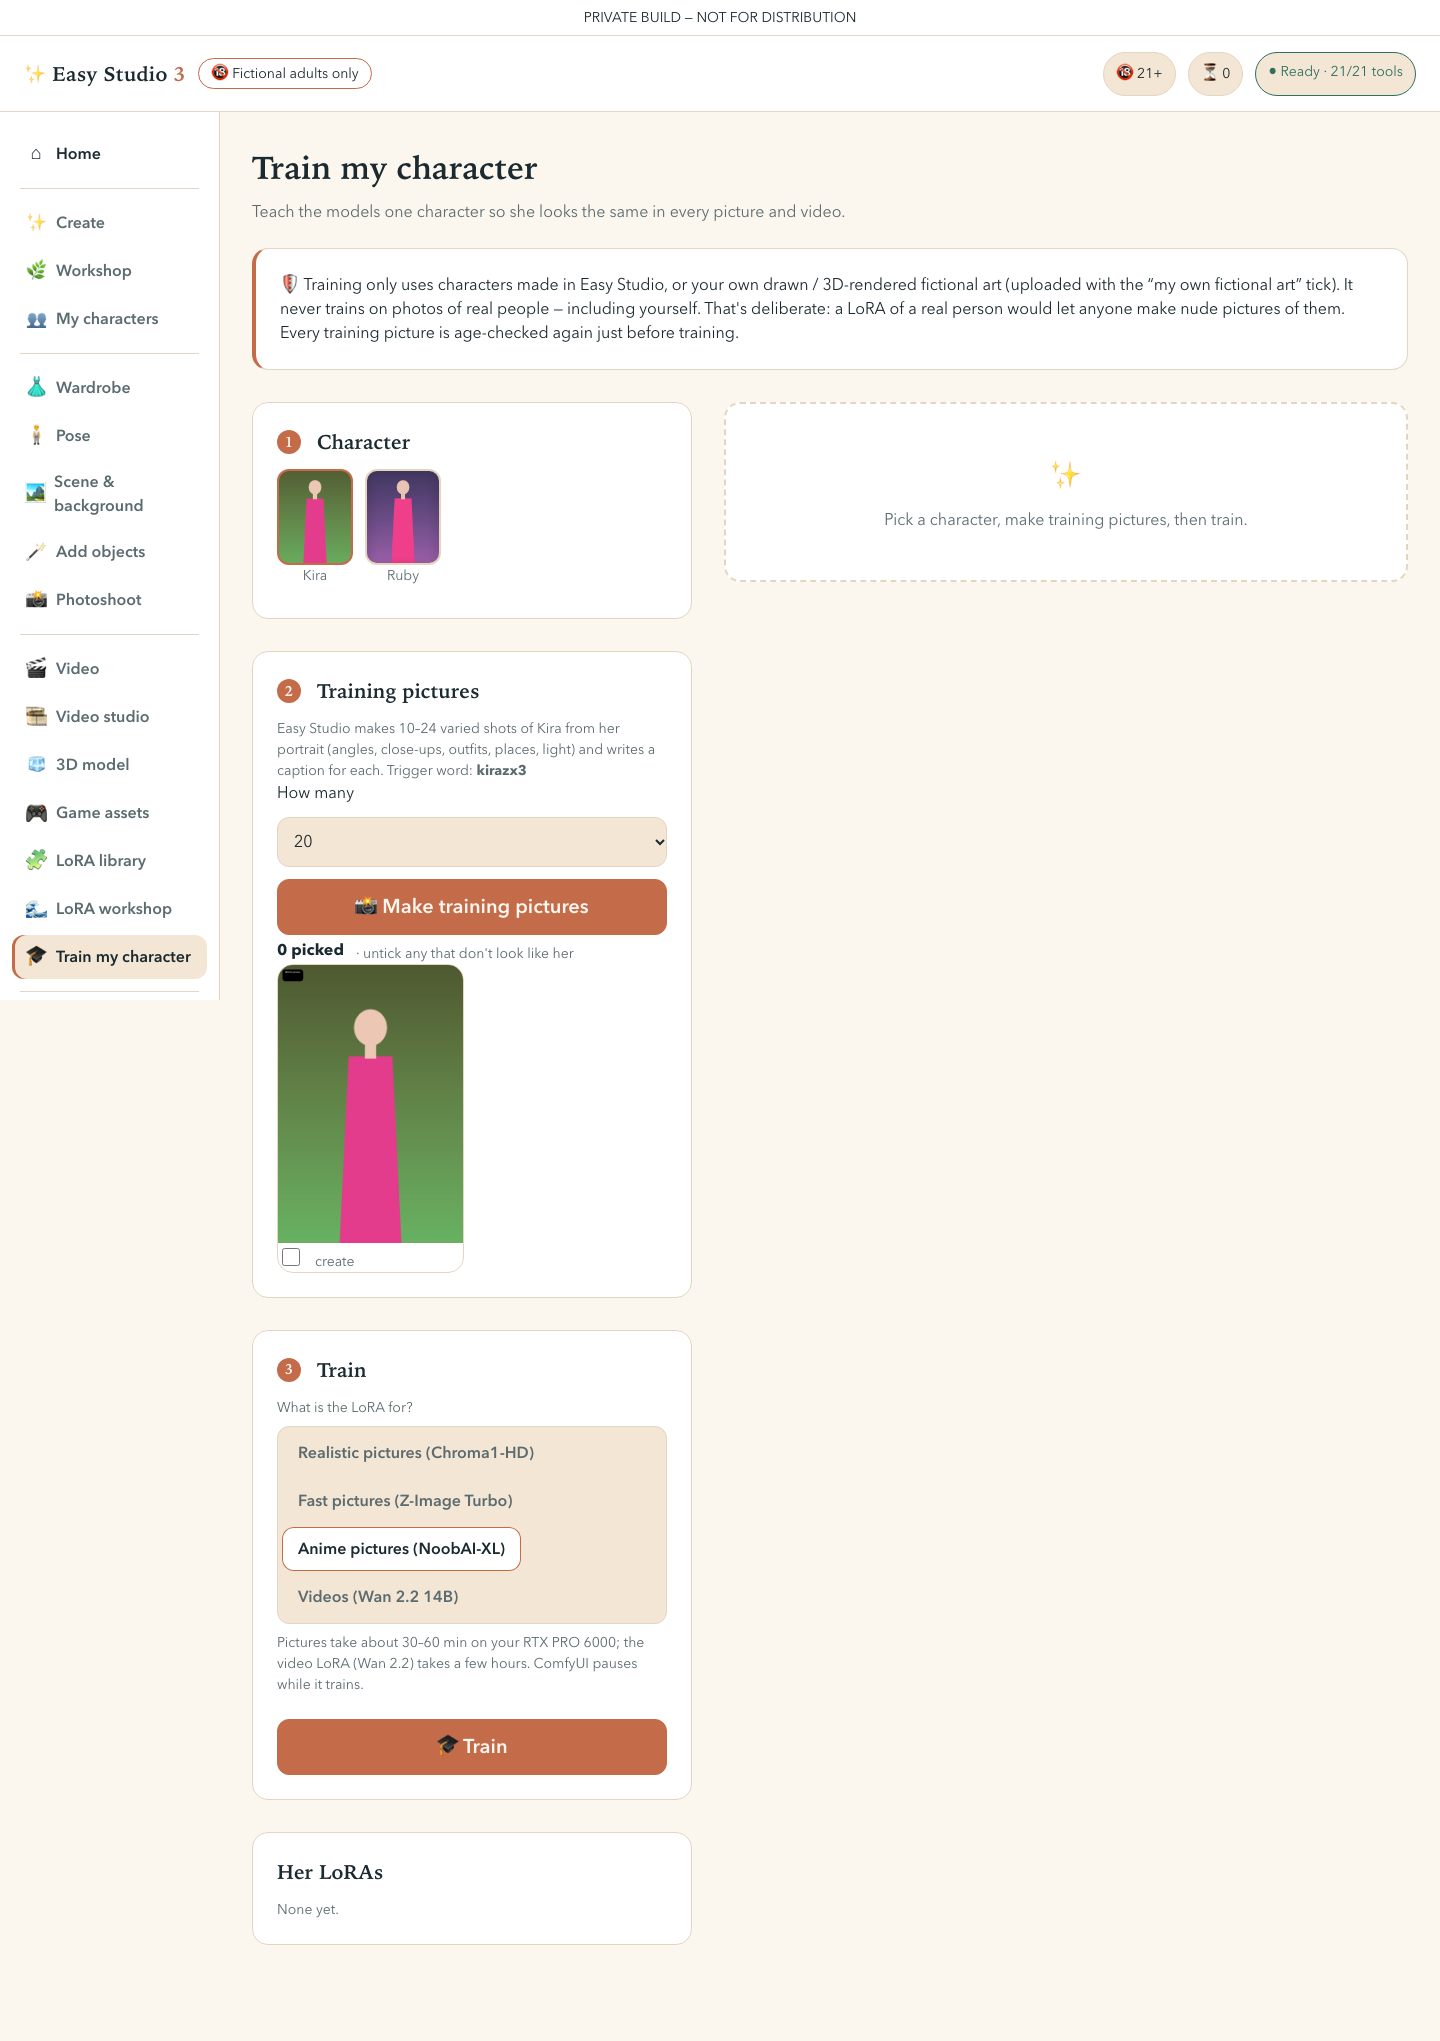 PRIVATE BUILD – NOT FOR DISTRIBUTION
✨ Easy Studio 3
🔞 Fictional adults only
🔞 21+
⏳ 0
● Ready · 21/21 tools
Home
Create
Workshop
My characters
Wardrobe
Pose
Scene &
background
Add objects
Photoshoot
Video
Video studio
3D model
Game assets
LoRA library
LoRA workshop
Train my character
Train my character
Teach the models one character so she looks the same in every picture and video.
🛡️ Training only uses characters made in Easy Studio, or your own drawn / 3D-rendered fictional art (uploaded with the “my own fictional art” tick). It
never trains on photos of real people — including yourself. That's deliberate: a LoRA of a real person would let anyone make nude pictures of them.
Every training picture is age-checked again just before training.
1 Character
Kira
Ruby
✨
Pick a character, make training pictures, then train.
2 Training pictures
Easy Studio makes 10–24 varied shots of Kira from her
portrait (angles, close-ups, outfits, places, light) and writes a
caption for each. Trigger word: kirazx3
How many
20
📸 Make training pictures
0 picked · untick any that don't look like her
create
3 Train
What is the LoRA for?
Realistic pictures (Chroma1-HD)
Fast pictures (Z-Image Turbo)
Anime pictures (NoobAI-XL)
Videos (Wan 2.2 14B)
Pictures take about 30–60 min on your RTX PRO 6000; the
video LoRA (Wan 2.2) takes a few hours. ComfyUI pauses
while it trains.
🎓 Train
Her LoRAs
None yet.